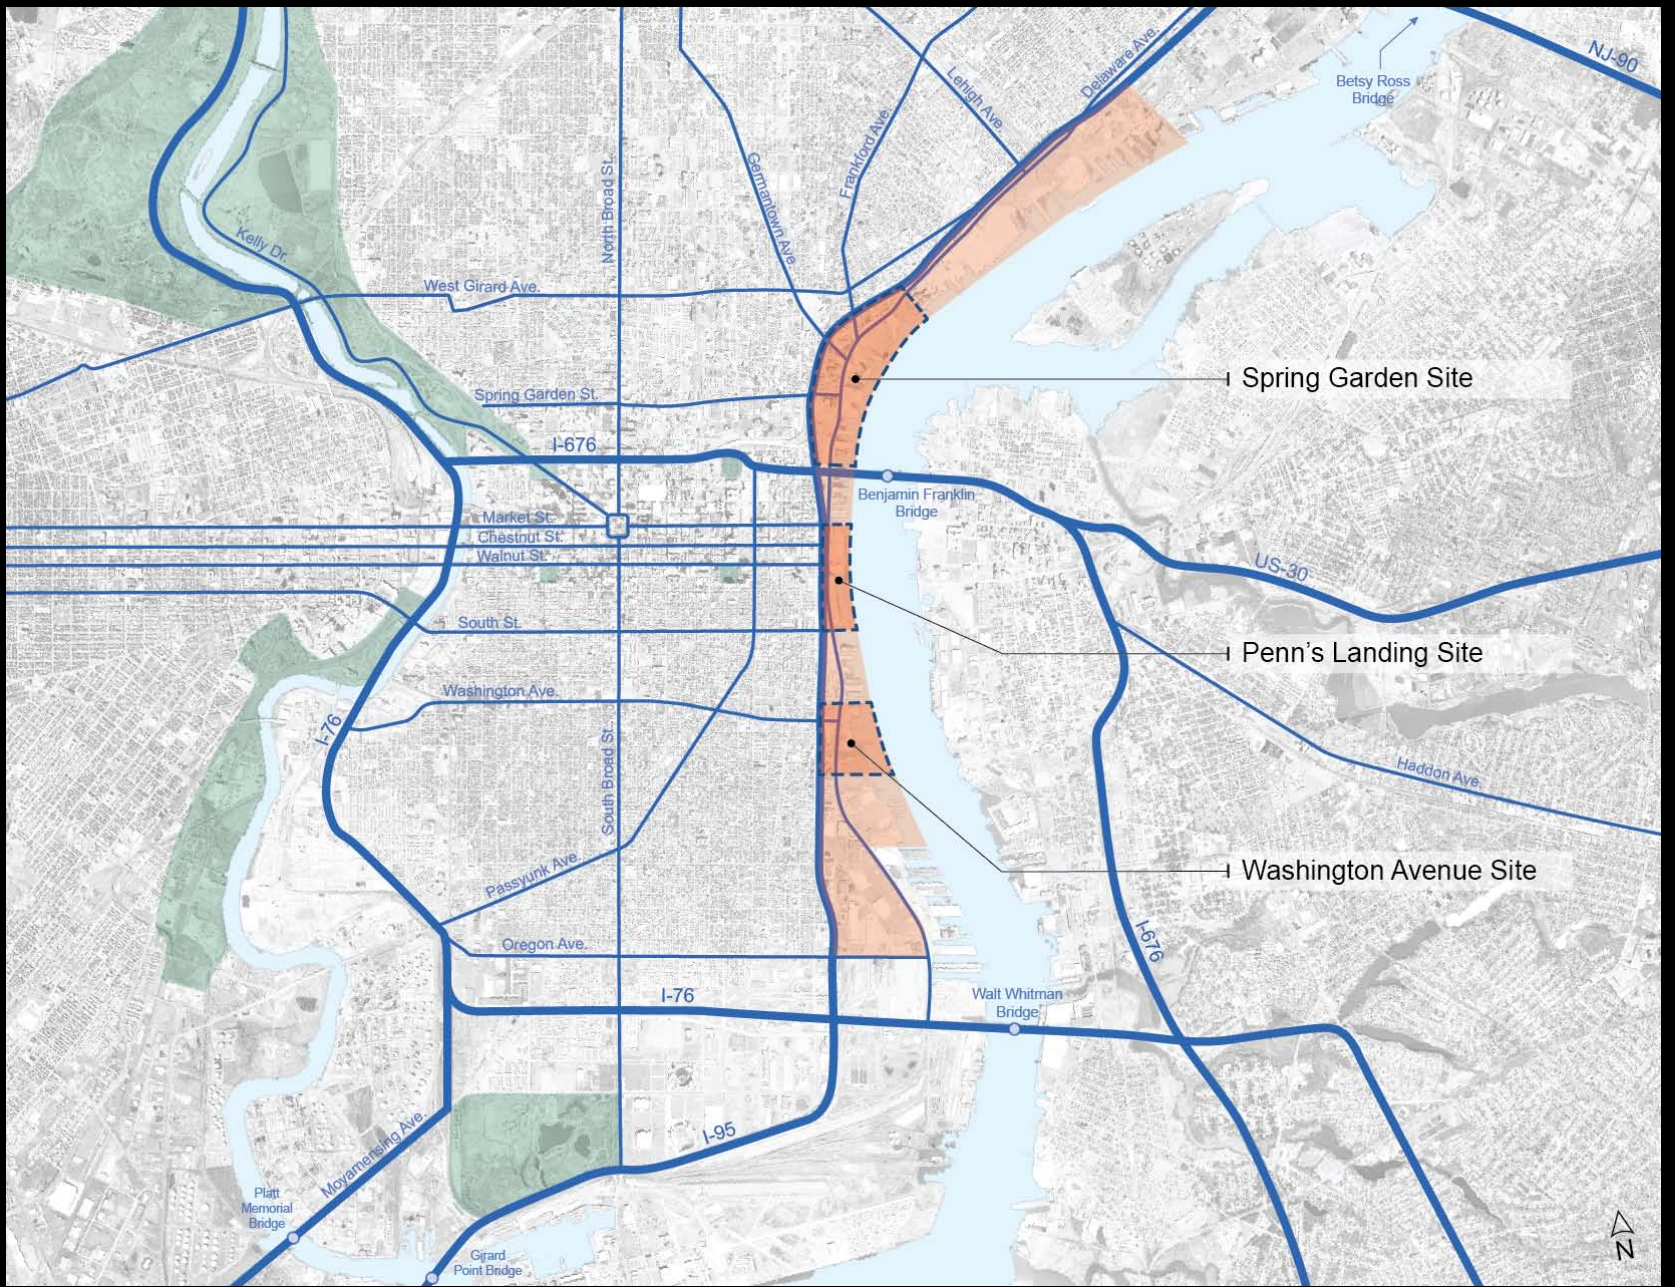 NJ-90
Betsy Ross
Bridge
Delaware Ave.
Lehigh Ave.
Frankford Ave.
Germantown Ave
North Broad St.
Kelly Dr.
West Girard Ave.
Spring Garden Site
Spring Garden St.
I-676
Benjamin Franklin
Bridge
Market St.
Chestnut St.
Walnut St.
US-30
South St.
Penn's Landing Site
Washington Ave.
I-76
South Broad St.
Haddon Ave.
Washington Avenue Site
Passyunk Ave.
Oregon Ave.
I-676
I-76
Walt Whitman
Bridge
I-95
Moyamensing Ave.
Platt
Memorial
Bridge
Girard
Point Bridge
N